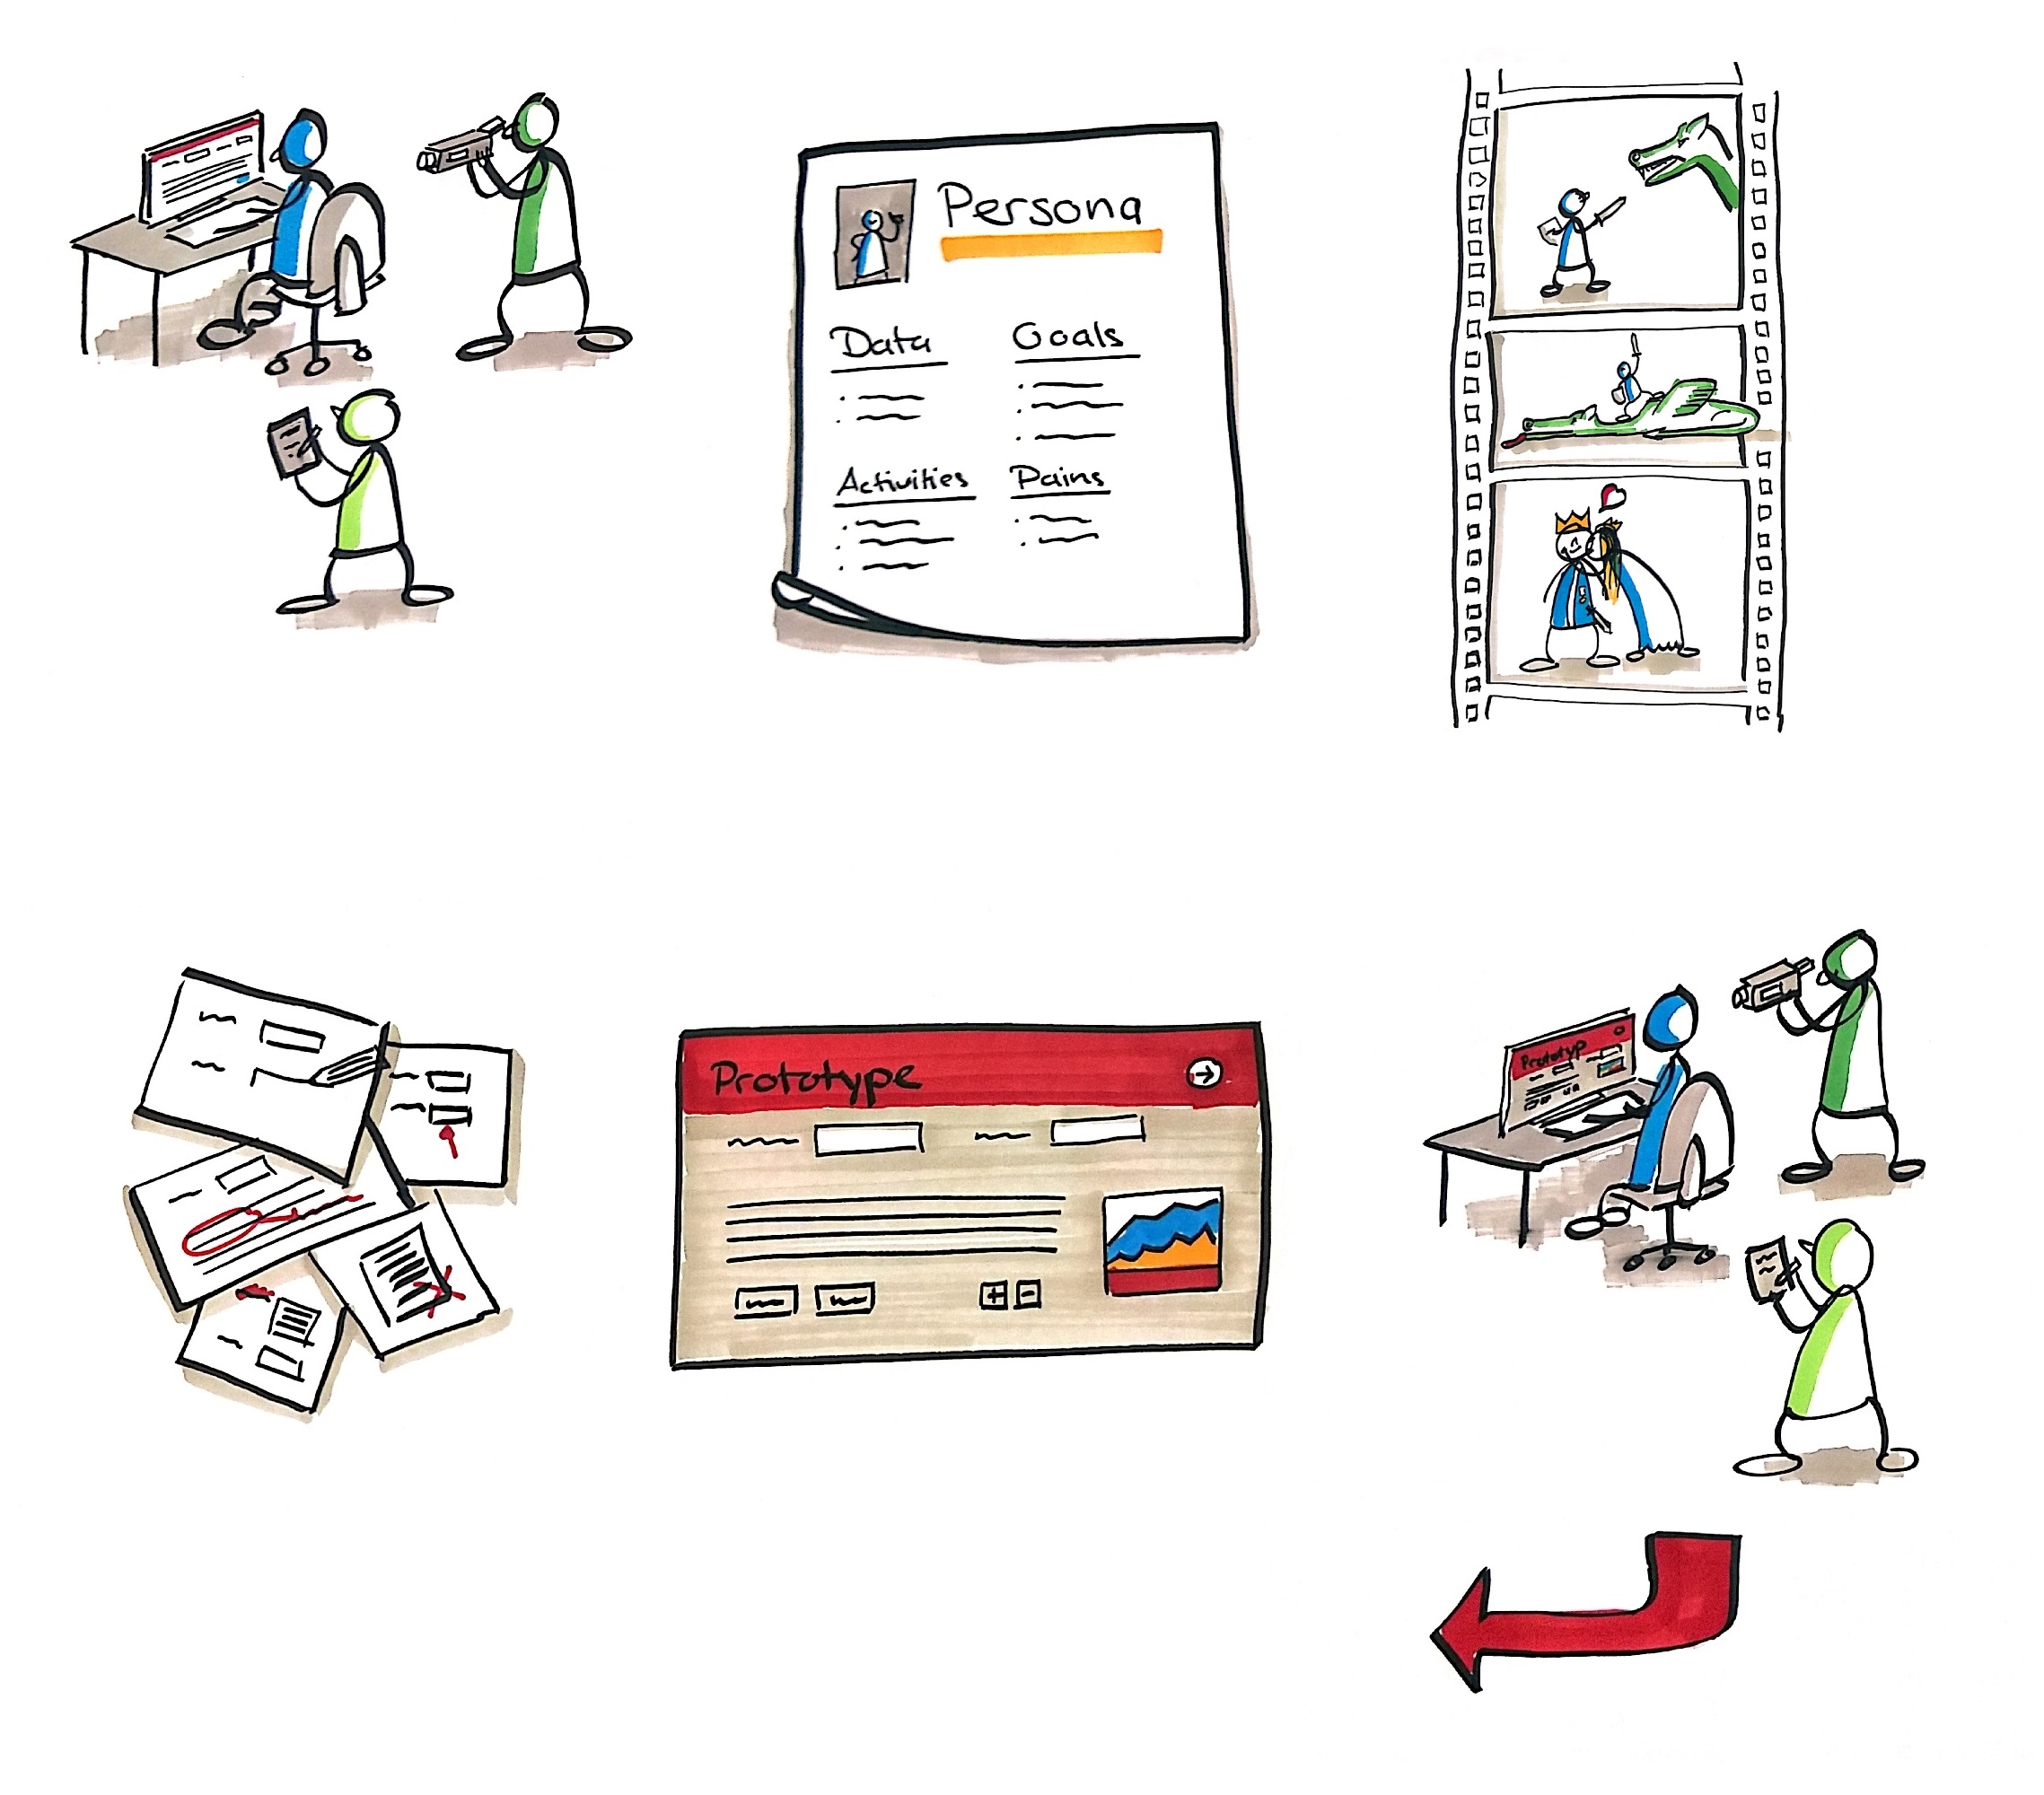 Persona
Data
Goals
Activities
Pains
Prototype
Prototyp